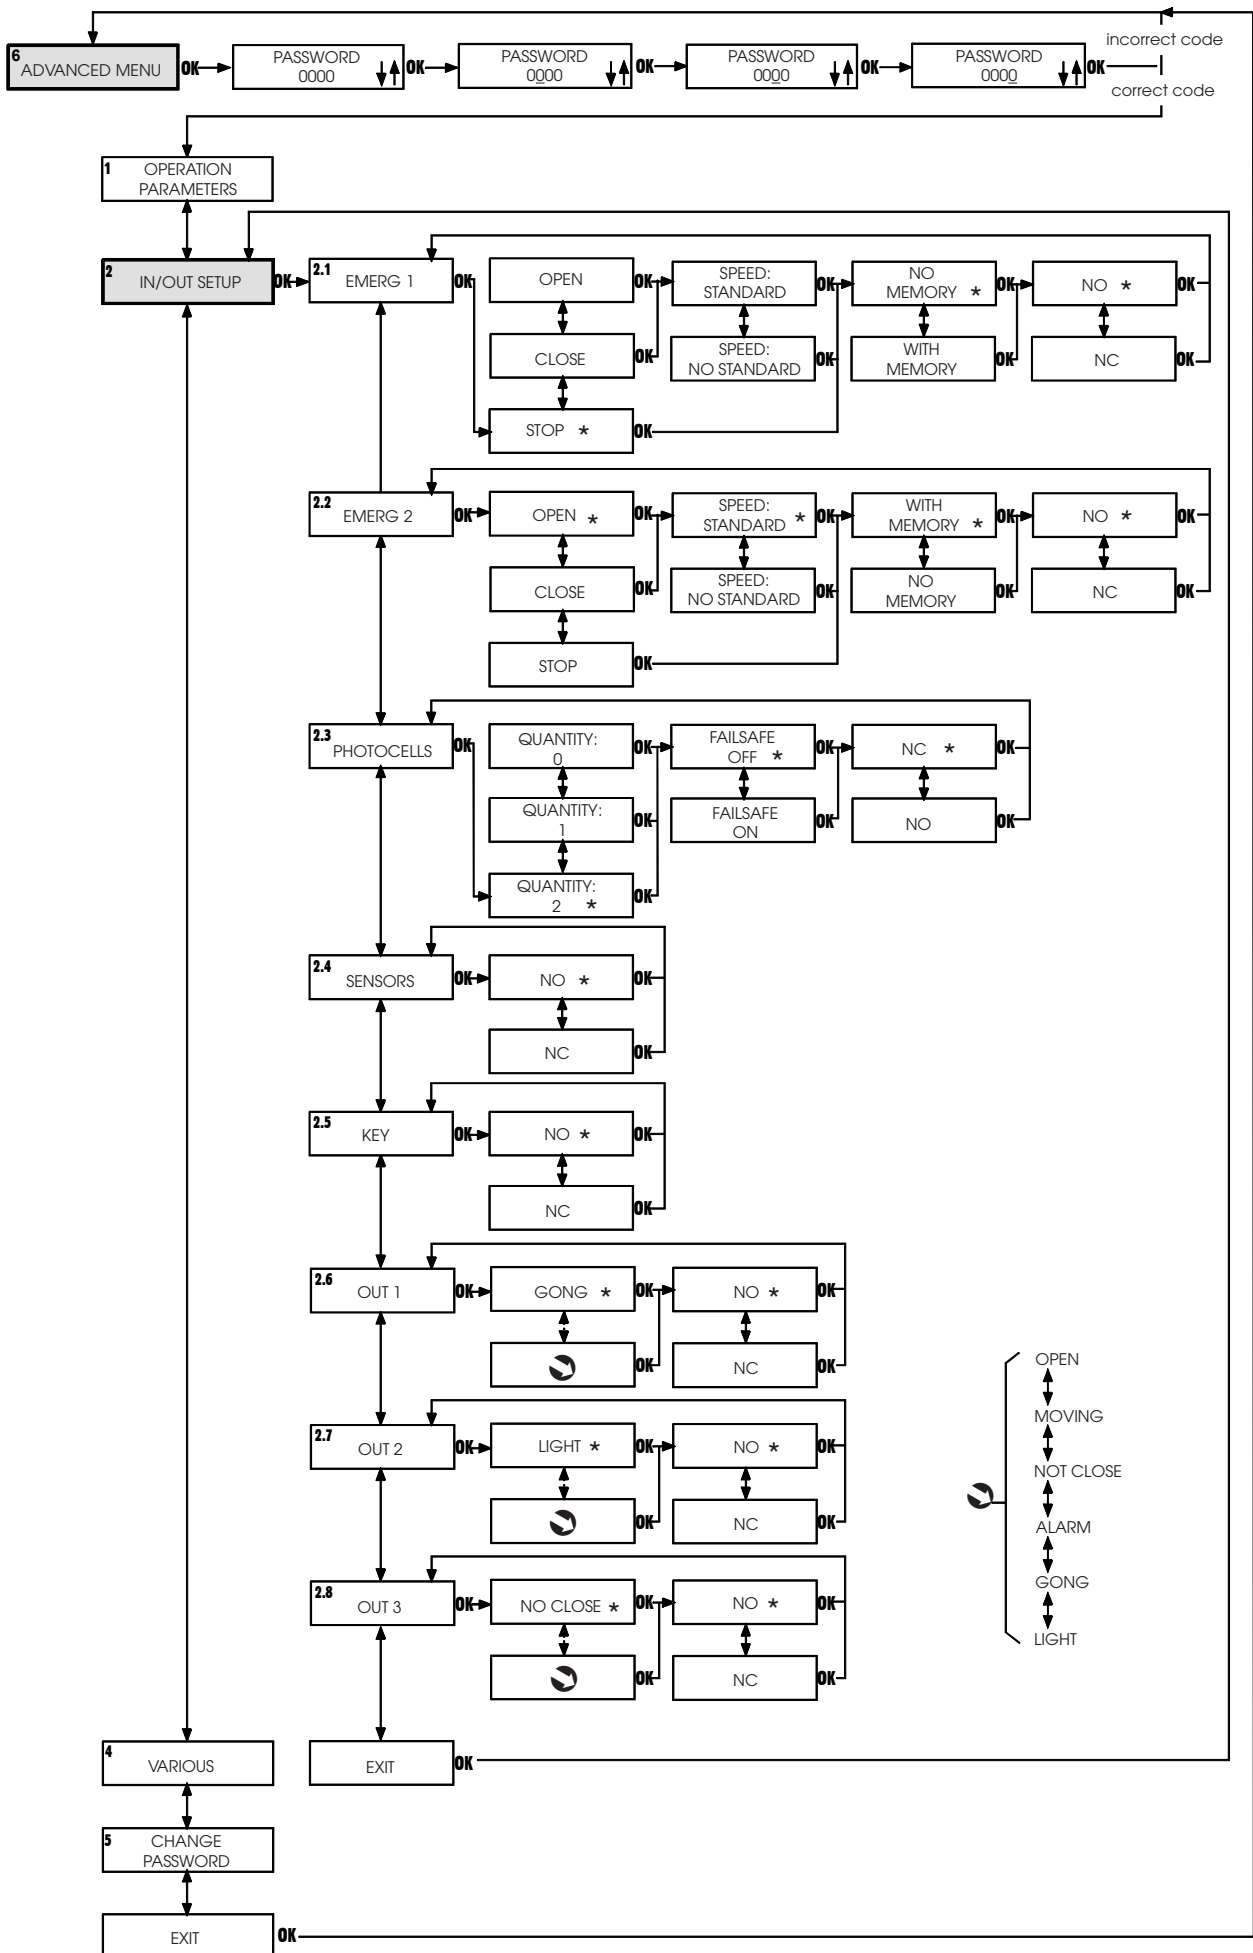 incorrect code
6
ADVANCED MENU OK
PASSWORD
0000 OK
PASSWORD
0000 OK
PASSWORD
0000 OK
PASSWORD
0000 OK
correct code
1
OPERATION
PARAMETERS
2
IN/OUT SETUP OK
2.1
EMERG 1 OK
OPEN OK
SPEED:
STANDARD OK
NO
MEMORY * OK
NO * OK
CLOSE OK
SPEED:
NO STANDARD OK
WITH
MEMORY OK
NC OK
STOP * OK
2.2
EMERG 2 OK
OPEN * OK
SPEED:
STANDARD * OK
WITH
MEMORY * OK
NO * OK
CLOSE OK
SPEED:
NO STANDARD OK
NO
MEMORY OK
NC OK
STOP OK
2.3
PHOTOCELLS OK
QUANTITY:
0 OK
FAILSAFE
OFF * OK
NC * OK
QUANTITY:
1 OK
FAILSAFE
ON OK
NO OK
QUANTITY:
2 * OK
2.4
SENSORS OK
NO * OK
NC OK
2.5
KEY OK
NO * OK
NC OK
2.6
OUT 1 OK
GONG * OK
NO * OK
OK
NC OK
2.7
OUT 2 OK
LIGHT * OK
NO * OK
OK
NC OK
2.8
OUT 3 OK
NO CLOSE * OK
NO * OK
OK
NC OK
OPEN
MOVING
NOT CLOSE
ALARM
GONG
LIGHT
4
VARIOUS
EXIT OK
5
CHANGE
PASSWORD
EXIT OK